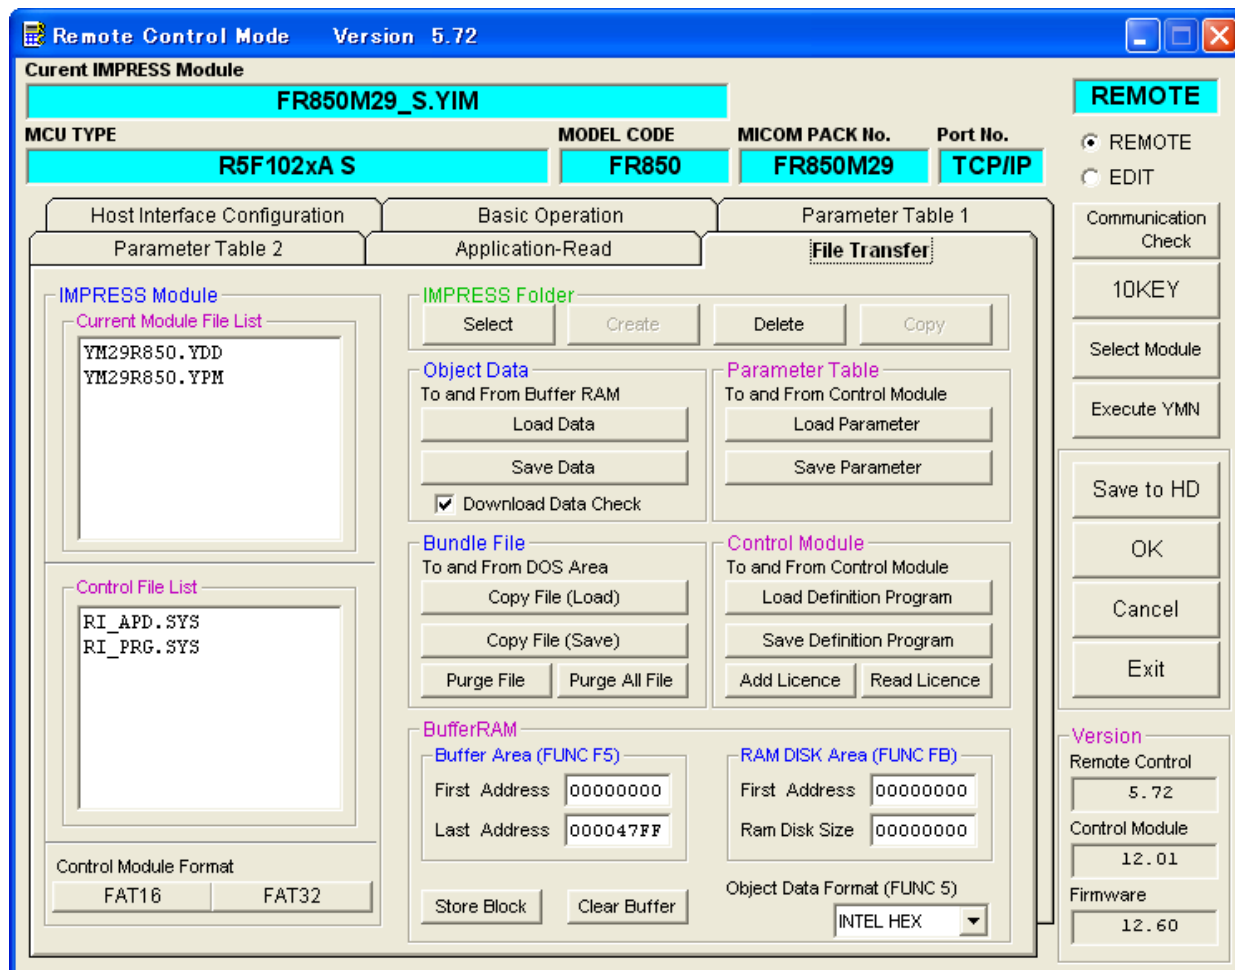 Remote Control Mode Version 5.72
Curent IMPRESS Module
FR850M29_S.YIM
REMOTE
MCU TYPE MODEL CODE MICOM PACK No. Port No.
R5F102xA S FR850 FR850M29 TCP/IP
REMOTE
EDIT
Host Interface Configuration Basic Operation Parameter Table 1
Parameter Table 2 Application-Read File Transfer
Communication
Check
10KEY
Select Module
Execute YMN
Save to HD
OK
Cancel
Exit
IMPRESS Module
Current Module File List
YM29R850.YDD
YM29R850.YPM
Control File List
RI_APD.SYS
RI_PRG.SYS
Control Module Format
FAT16 FAT32
IMPRESS Folder
Select Create Delete Copy
Object Data
To and From Buffer RAM
Load Data
Save Data
Download Data Check
Parameter Table
To and From Control Module
Load Parameter
Save Parameter
Bundle File
To and From DOS Area
Copy File (Load)
Copy File (Save)
Purge File Purge All File
Control Module
To and From Control Module
Load Definition Program
Save Definition Program
Add Licence Read Licence
BufferRAM
Buffer Area (FUNC F5)
First Address 00000000
Last Address 000047FF
RAM DISK Area (FUNC FB)
First Address 00000000
Ram Disk Size 00000000
Store Block Clear Buffer
Object Data Format (FUNC 5)
INTEL HEX
Version
Remote Control
5.72
Control Module
12.01
Firmware
12.60